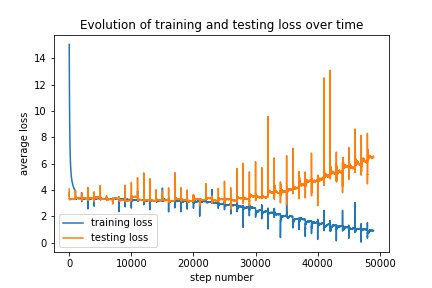 Evolution of training and testing loss over time
14
12
10
8
6
4
2
0
average loss
training loss
testing loss
0 10000 20000 30000 40000 50000
step number